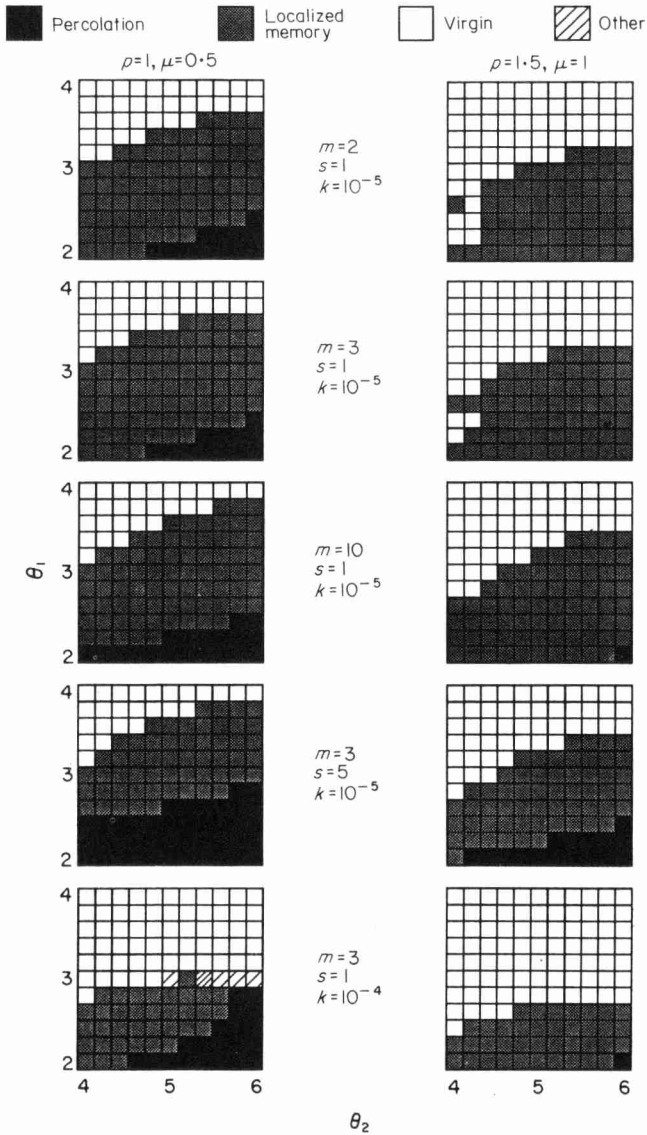 Percolation
Localized memory
Virgin
Other
p=1, μ=0·5
p=1·5, μ=1
4
3
2
m=2
s=1
k=10⁻⁵
4
3
2
m=3
s=1
k=10⁻⁵
4
3
2
θ₁
m=10
s=1
k=10⁻⁵
4
3
2
m=3
s=5
k=10⁻⁵
4
3
2
m=3
s=1
k=10⁻⁴
4 5 6
4 5 6
θ₂